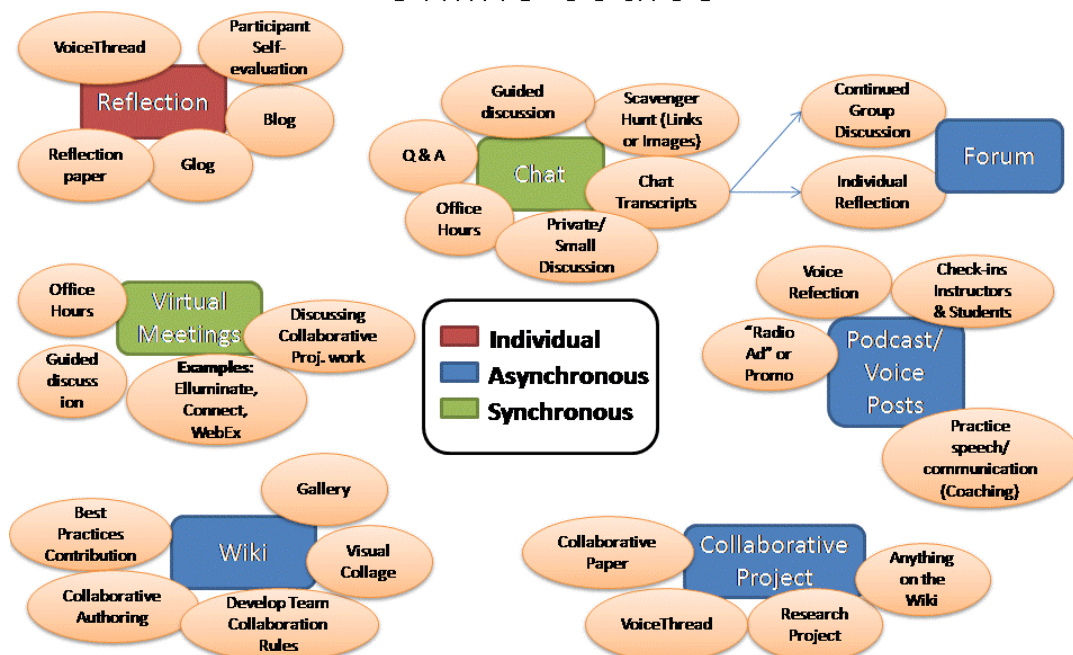 VoiceThread
Participant
Self-
evaluation
Reflection
Blog
Reflection
paper
Glog
Guided
discussion
Scavenger
Hunt (Links
or Images)
Q & A
Chat
Chat
Transcripts
Office
Hours
Private/
Small
Discussion
Continued
Group
Discussion
Individual
Reflection
Forum
Office
Hours
Virtual
Meetings
Discussing
Collaborative
Proj. work
Guided
discuss
ion
Examples:
Elluminate,
Connect,
WebEx
Individual
Asynchronous
Synchronous
Voice
Refection
Check-ins
Instructors
& Students
"Radio
Ad" or
Promo
Podcast/
Voice
Posts
Practice
speech/
communication
(Coaching)
Gallery
Best
Practices
Contribution
Wiki
Visual
Collage
Collaborative
Authoring
Develop Team
Collaboration
Rules
Collaborative
Paper
Collaborative
Project
Anything
on the
Wiki
VoiceThread
Research
Project